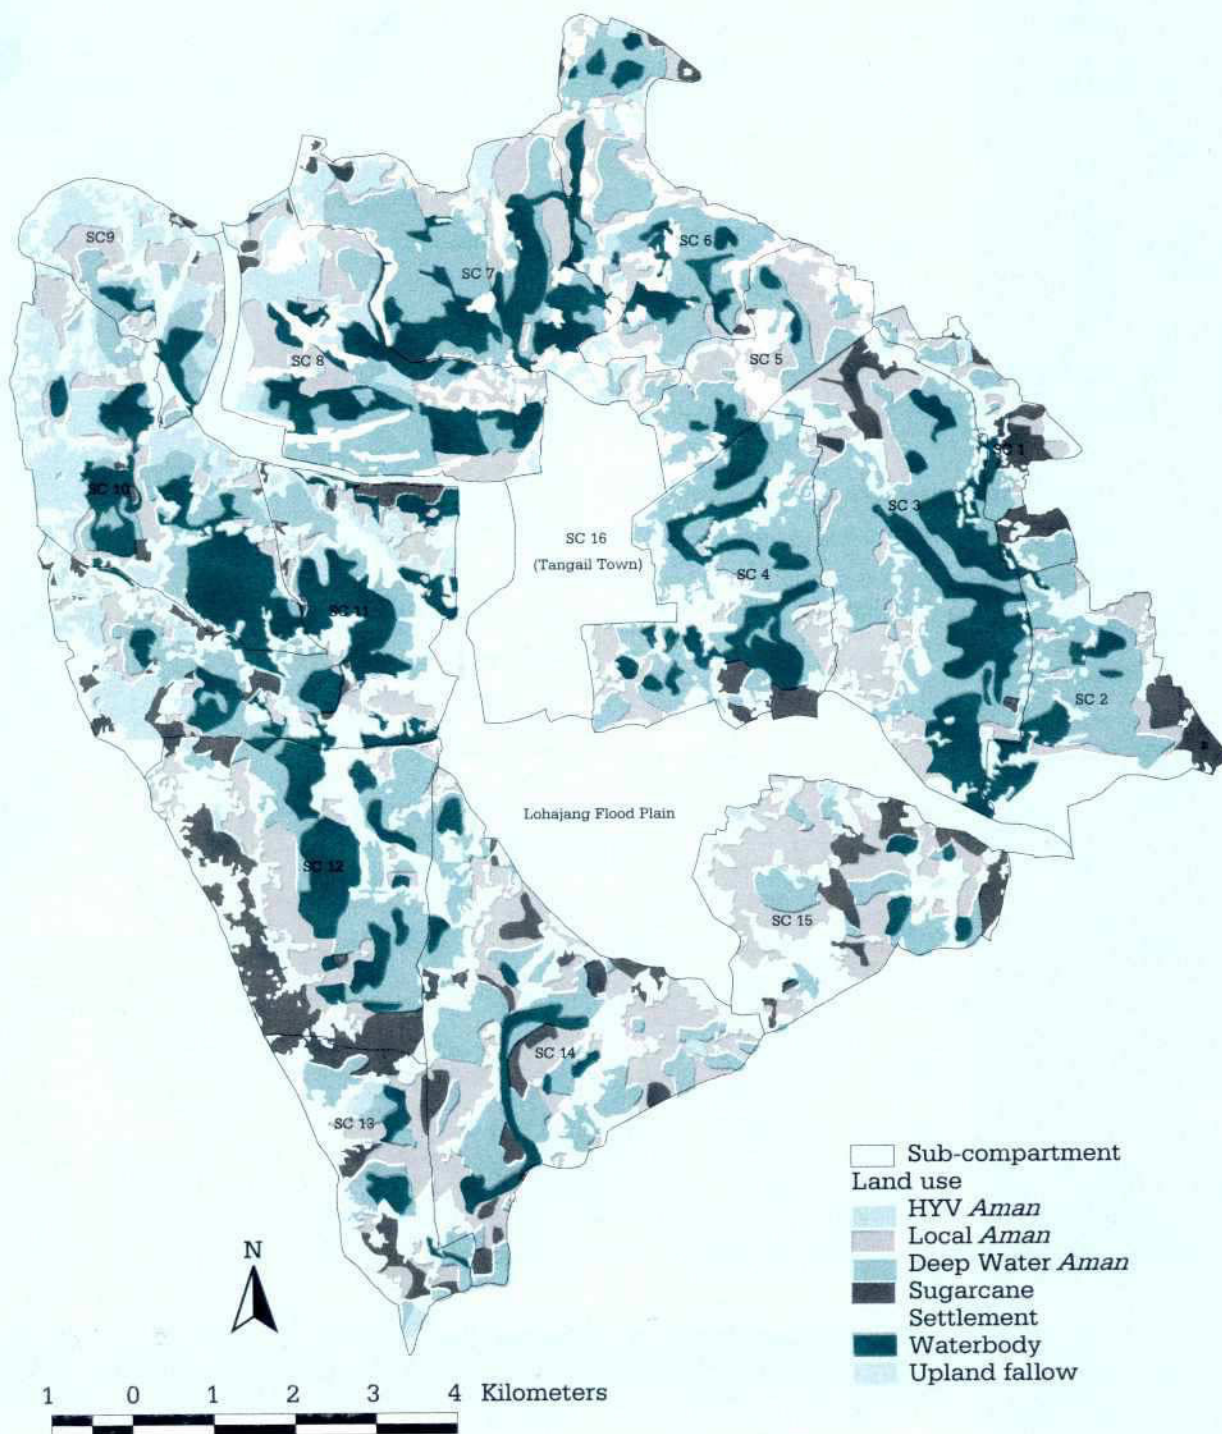 SC9
SC 6
SC 7
SC 8
SC 5
SC 1
SC 10
SC 3
SC 16
(Tangail Town)
SC 4
SC 11
SC 2
Lohajang Flood Plain
SC 12
SC 15
SC 14
SC 13
Sub-compartment
Land use
HYV Aman
Local Aman
Deep Water Aman
Sugarcane
Settlement
Waterbody
Upland fallow
N
1 0 1 2 3 4 Kilometers